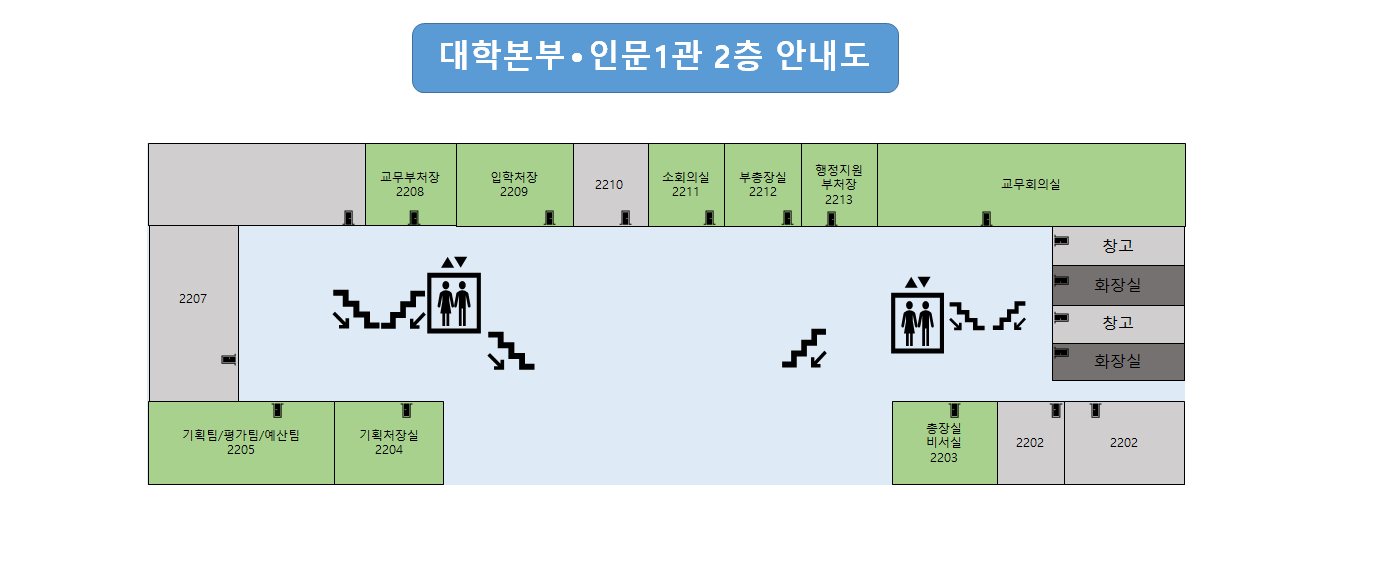 대학본부•인문1관 2층 안내도
교무부처장
2208
입학처장
2209
2210
소회의실
2211
부총장실
2212
행정지원
부처장
2213
교무회의실
2207
창고
화장실
창고
화장실
기획팀/평가팀/예산팀
2205
기획처장실
2204
총장실
비서실
2203
2202
2202